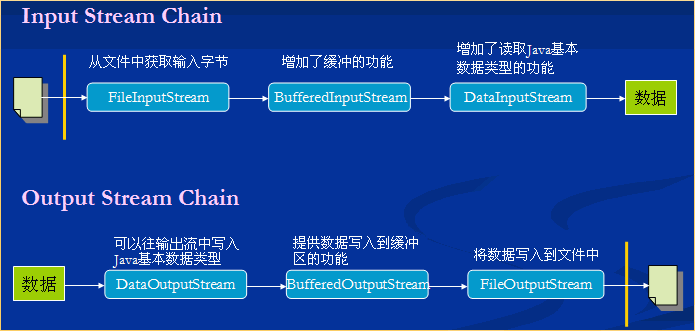 Input Stream Chain
从文件中获取输入字节
增加了缓冲的功能
增加了读取Java基本
数据类型的功能
FileInputStream
BufferedInputStream
DataInputStream
数据
Output Stream Chain
可以往输出流中写入
Java基本数据类型
提供数据写入到缓冲
区的功能
将数据写入到文件中
数据
DataOutputStream
BufferedOutputStream
FileOutputStream